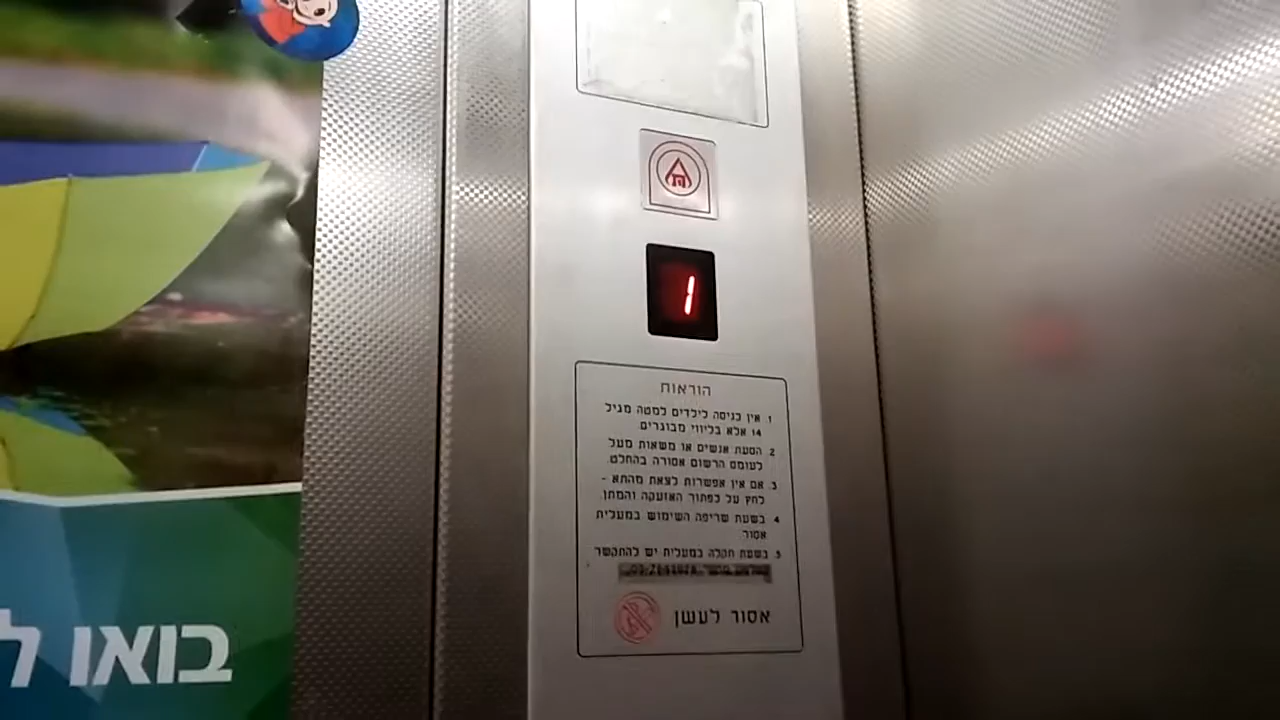 1
הוראות
1 אין כניסה לילדים למטה מגיל
14 אלא בליווי מבוגרים.
2 הסעת אנשים או משאות מעל
לעומס הרשום אסורה בהחלט.
3 אם אין אפשרות לצאת מהתא -
לחץ על כפתור האזעקה והמתן.
4 בשעת שריפה השימוש במעלית
אסור
5 בשעת תקלה במעלית יש להתקשר
אסור לעשן
בואו ל